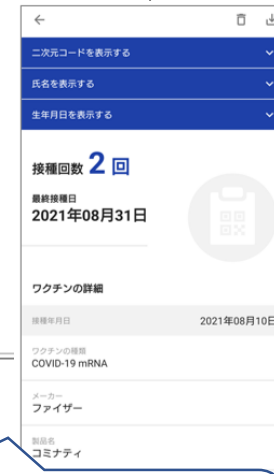 二次元コードを表示する
氏名を表示する
生年月日を表示する
接種回数 2 回
最終接種日
2021年08月31日
ワクチンの詳細
接種年月日 2021年08月10日
ワクチンの種類
COVID-19 mRNA
メーカー
ファイザー
製品名
コミナティ